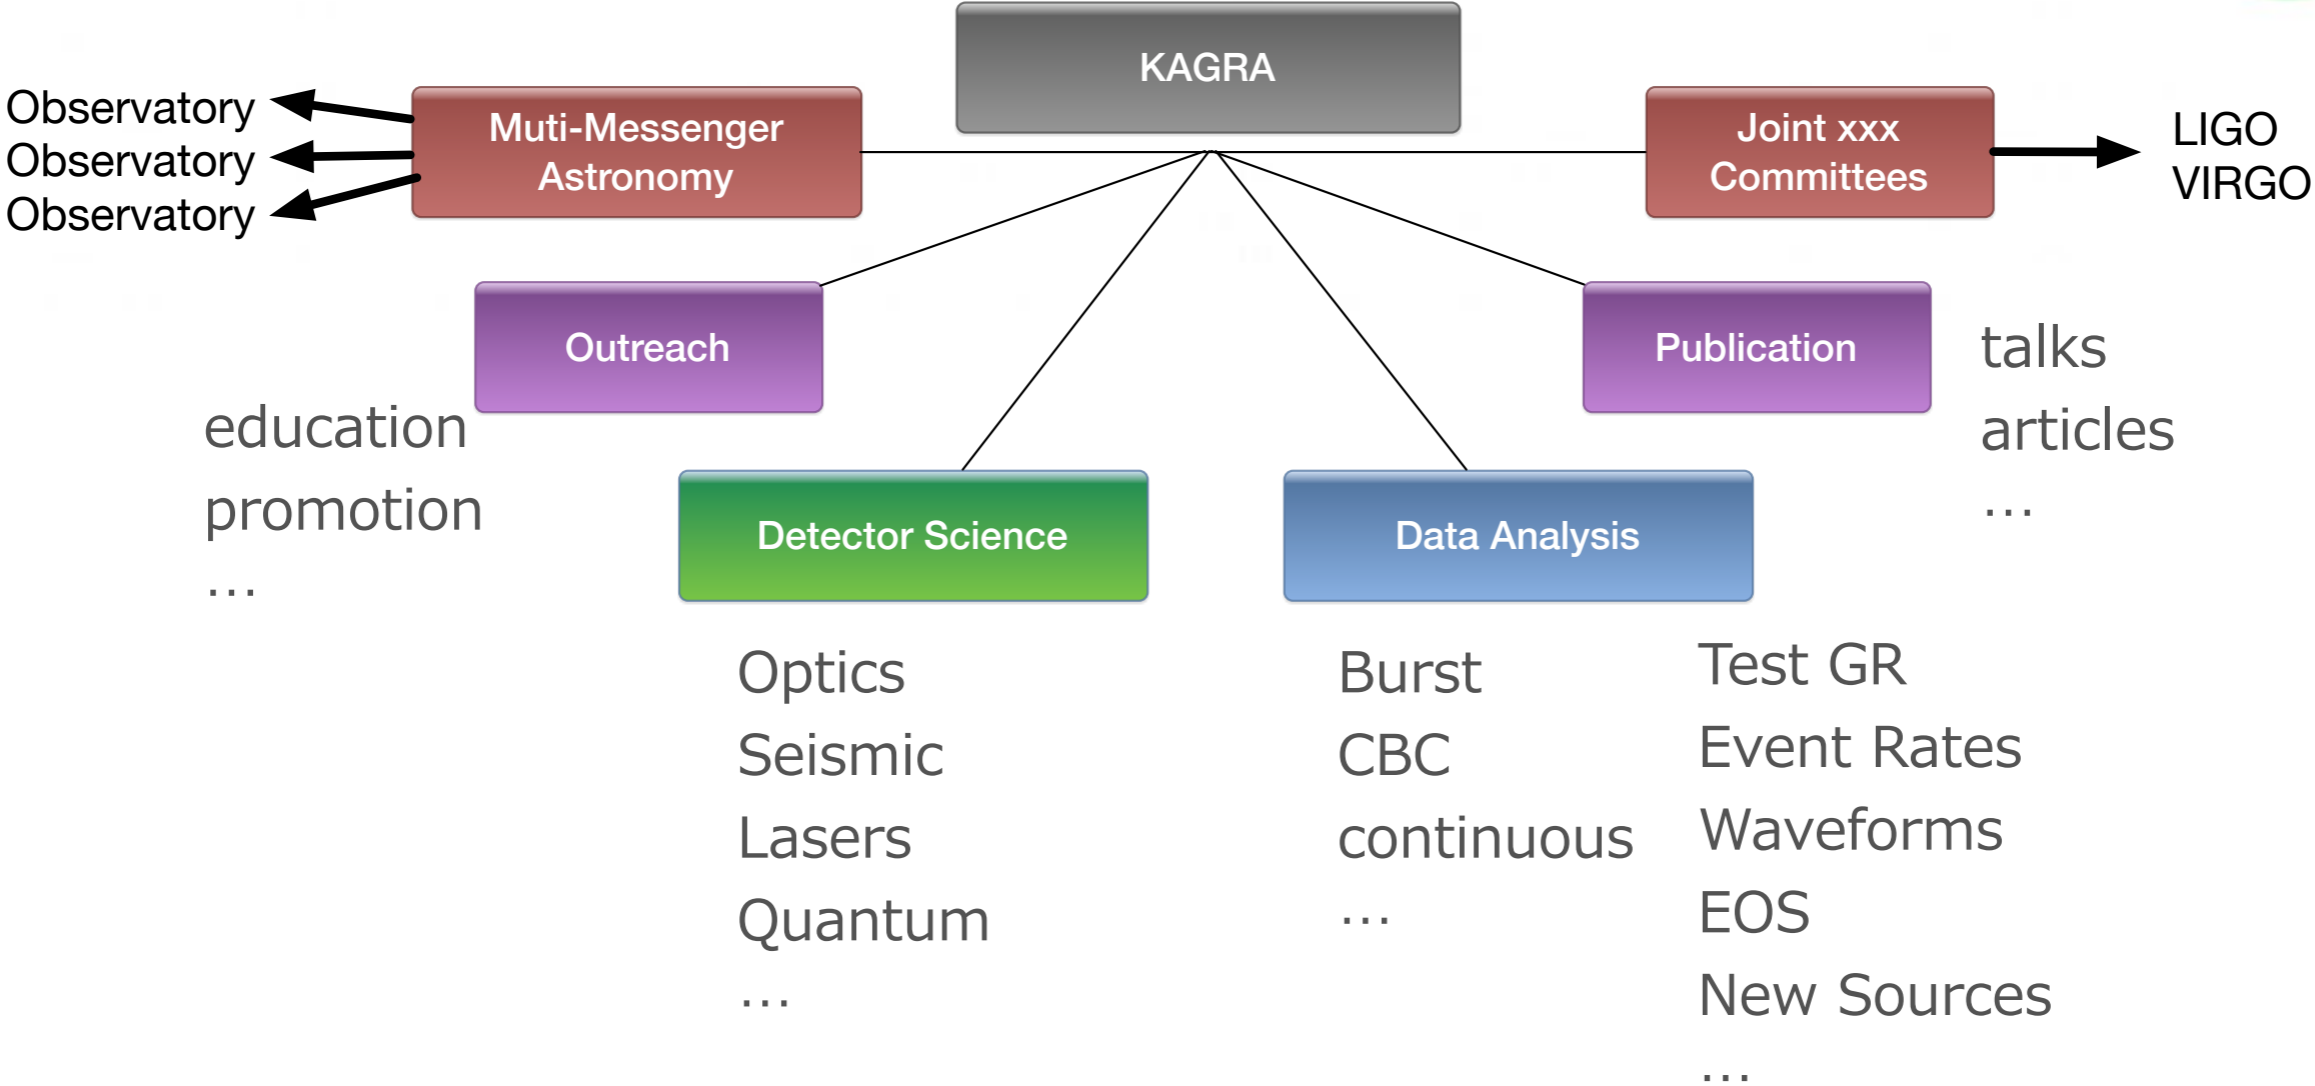 KAGRA
Observatory
Observatory
Observatory
Muti-Messenger
Astronomy
Joint xxx
Committees
LIGO
VIRGO
Outreach
education
promotion
…
Publication
talks
articles
…
Detector Science
Optics
Seismic
Lasers
Quantum
…
Data Analysis
Burst
CBC
continuous
…
Test GR
Event Rates
Waveforms
EOS
New Sources
…